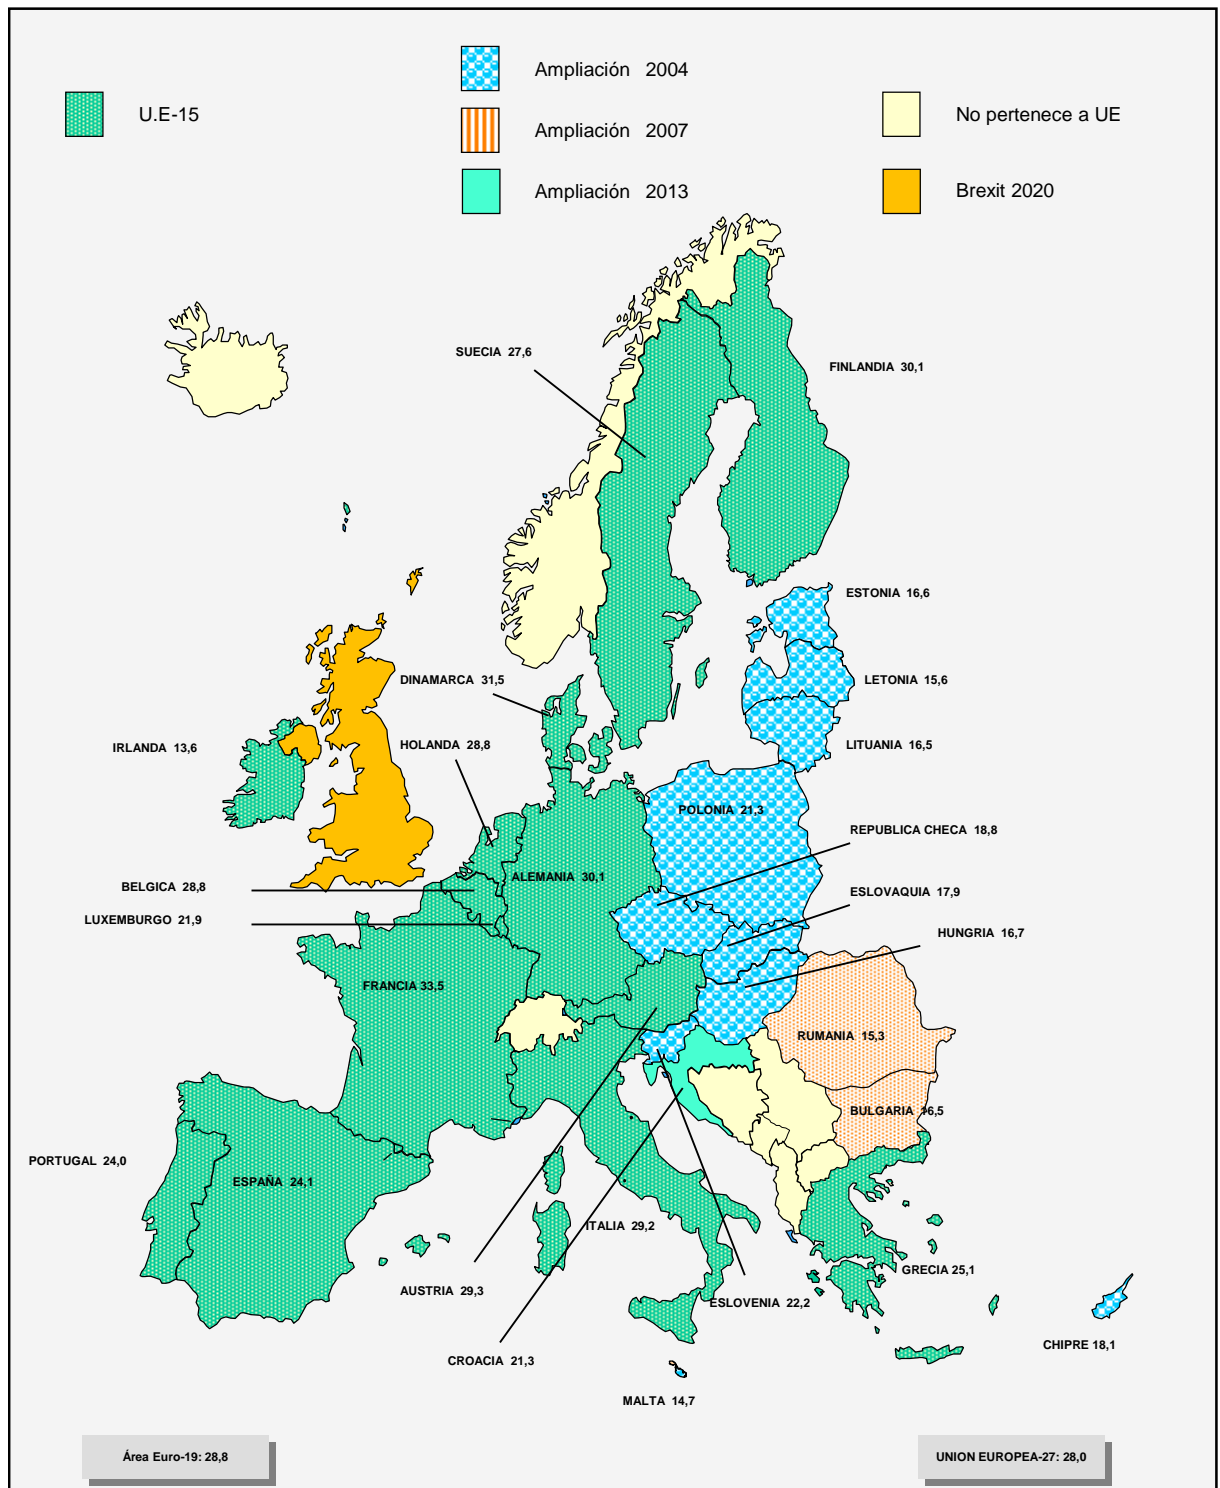 Ampliación 2004
U.E-15
No pertenece a UE
Ampliación 2007
Ampliación 2013
Brexit 2020
SUECIA 27,6
FINLANDIA 30,1
ESTONIA 16,6
DINAMARCA 31,5
LETONIA 15,6
IRLANDA 13,6
HOLANDA 28,8
LITUANIA 16,5
POLONIA 21,3
REPUBLICA CHECA 18,8
ALEMANIA 30,1
BELGICA 28,8
ESLOVAQUIA 17,9
LUXEMBURGO 21,9
HUNGRIA 16,7
FRANCIA 33,5
RUMANIA 15,3
BULGARIA 16,5
PORTUGAL 24,0
ESPAÑA 24,1
ITALIA 29,2
GRECIA 25,1
AUSTRIA 29,3
ESLOVENIA 22,2
CHIPRE 18,1
CROACIA 21,3
MALTA 14,7
Área Euro-19: 28,8
UNION EUROPEA-27: 28,0